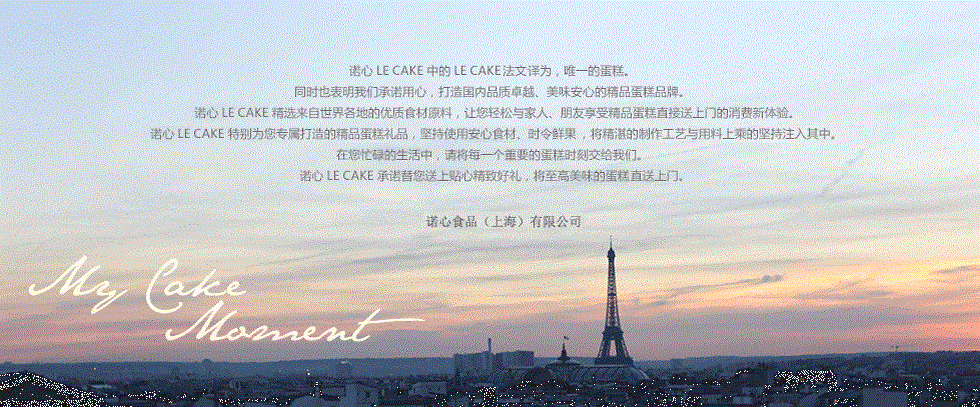 诺心 LE CAKE 中的 LE CAKE法文译为，唯一的蛋糕。
同时也表明我们承诺用心，打造国内品质卓越、美味安心的精品蛋糕品牌。
诺心 LE CAKE 精选来自世界各地的优质食材原料，让您轻松与家人、朋友享受精品蛋糕直接送上门的消费新体验。
诺心 LE CAKE 特别为您专属打造的精品蛋糕礼品，坚持使用安心食材、时令鲜果 ，将精湛的制作工艺与用料上乘的坚持注入其中。
在您忙碌的生活中，请将每一个重要的蛋糕时刻交给我们。
诺心 LE CAKE 承诺替您送上贴心精致好礼，将至高美味的蛋糕直送上门。
诺心食品（上海）有限公司
My Cake
Moment